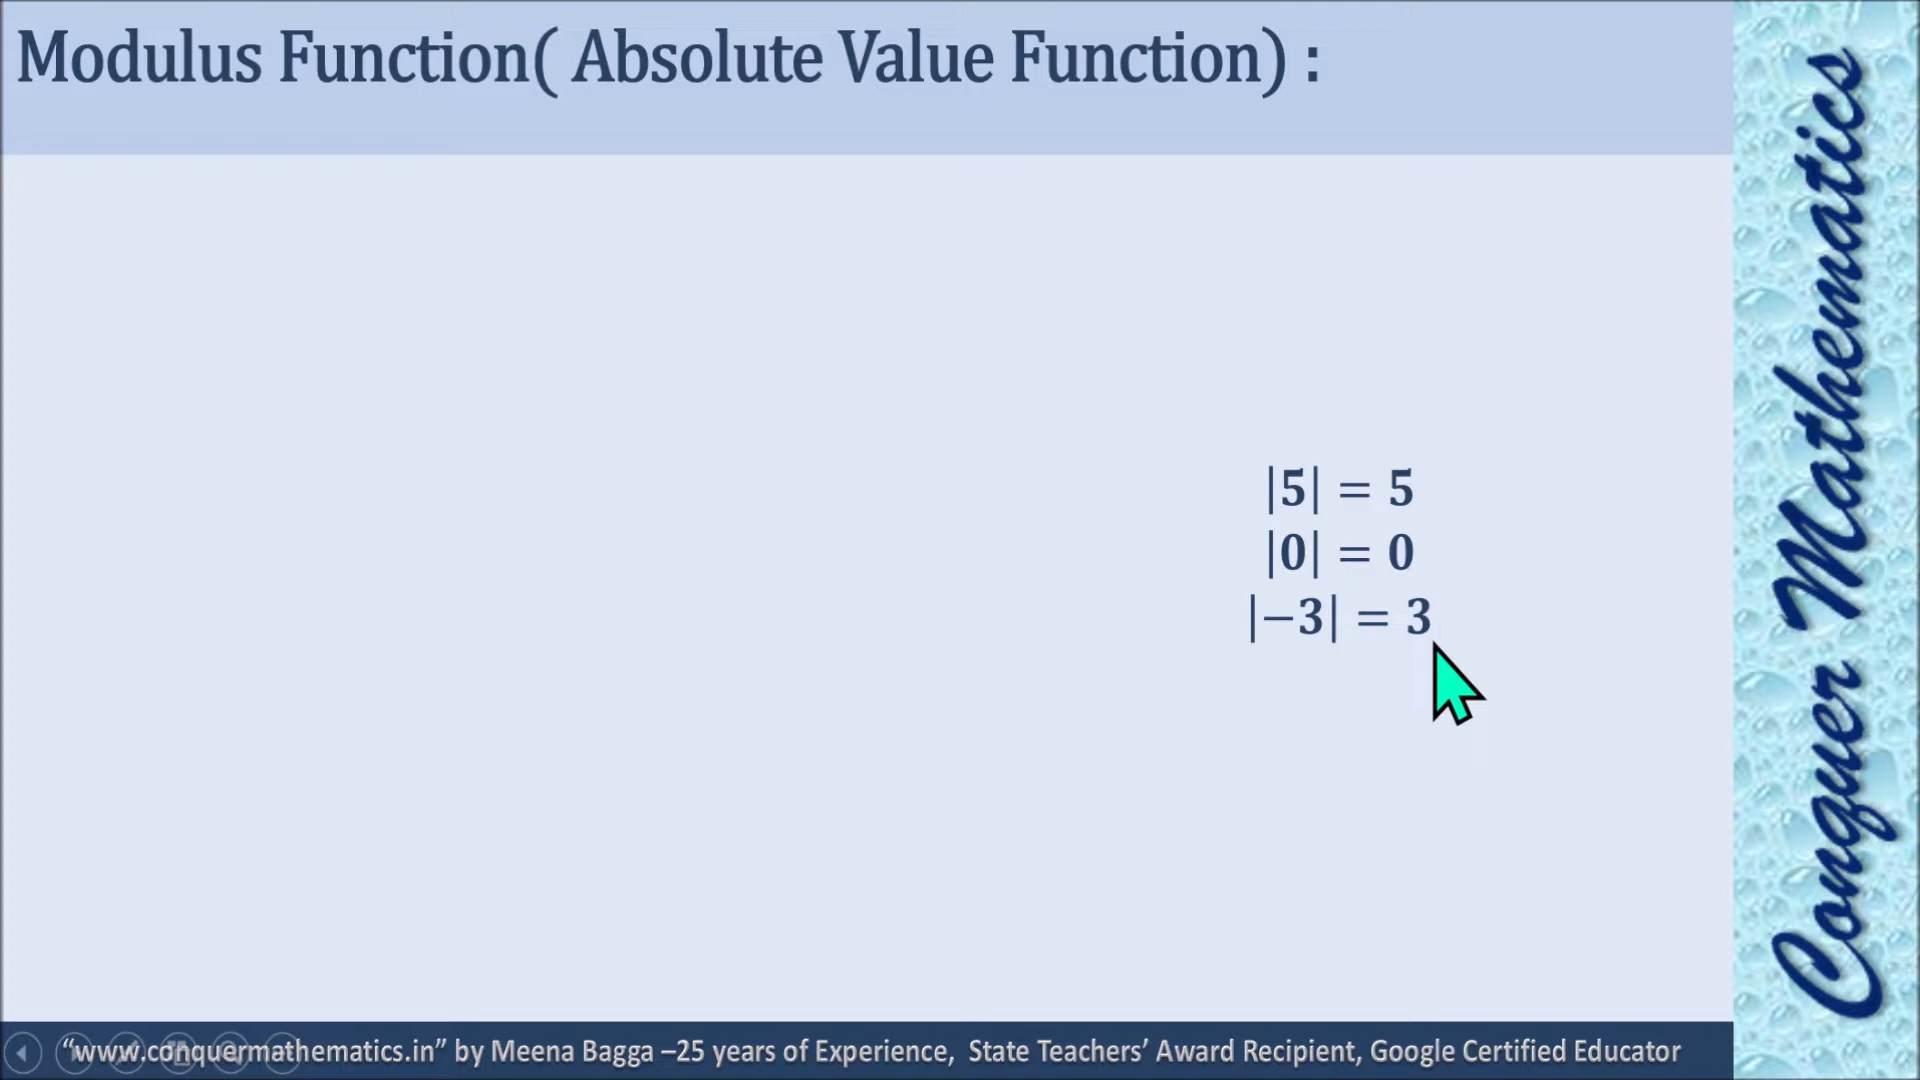 Modulus Function( Absolute Value Function) :
|5| = 5
|0| = 0
|−3| = 3
Conquer Mathematics
“www.conquermathematics.in” by Meena Bagga –25 years of Experience, State Teachers’ Award Recipient, Google Certified Educator